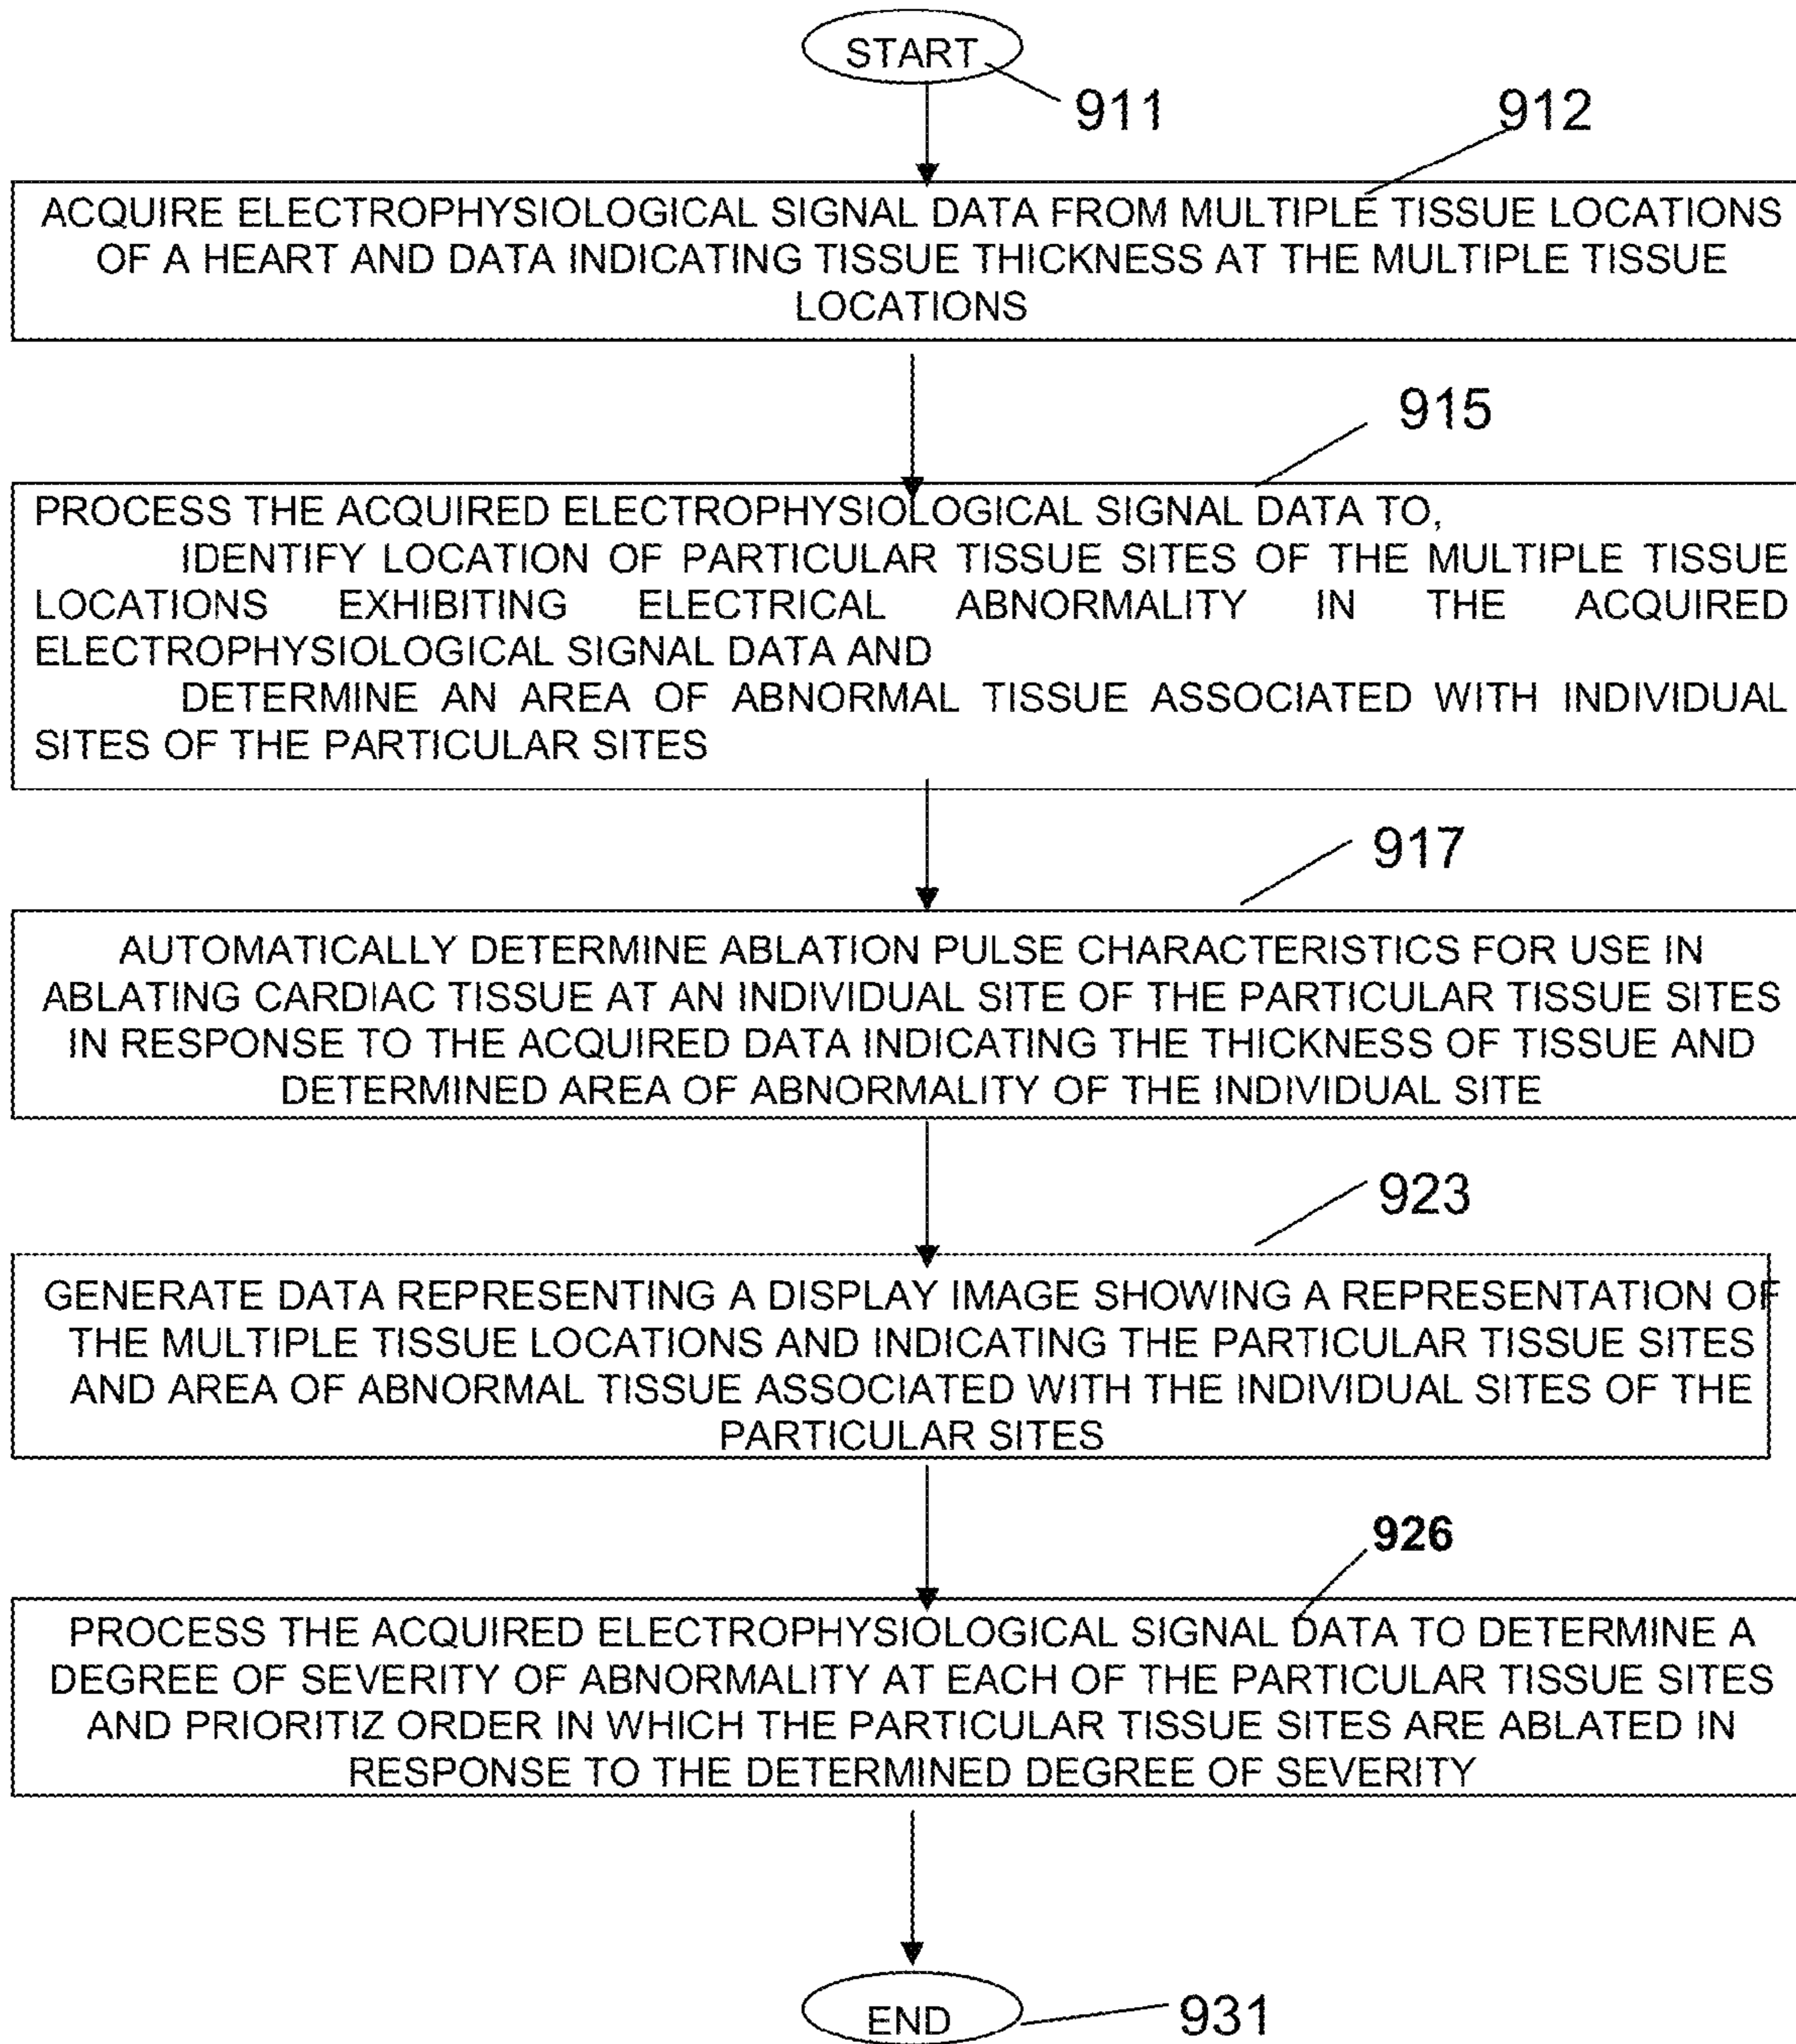 START
911
912
ACQUIRE ELECTROPHYSIOLOGICAL SIGNAL DATA FROM MULTIPLE TISSUE LOCATIONS
OF A HEART AND DATA INDICATING TISSUE THICKNESS AT THE MULTIPLE TISSUE
LOCATIONS
915
PROCESS THE ACQUIRED ELECTROPHYSIOLOGICAL SIGNAL DATA TO,
IDENTIFY LOCATION OF PARTICULAR TISSUE SITES OF THE MULTIPLE TISSUE
LOCATIONS EXHIBITING ELECTRICAL ABNORMALITY IN THE ACQUIRED
ELECTROPHYSIOLOGICAL SIGNAL DATA AND
DETERMINE AN AREA OF ABNORMAL TISSUE ASSOCIATED WITH INDIVIDUAL
SITES OF THE PARTICULAR SITES
917
AUTOMATICALLY DETERMINE ABLATION PULSE CHARACTERISTICS FOR USE IN
ABLATING CARDIAC TISSUE AT AN INDIVIDUAL SITE OF THE PARTICULAR TISSUE SITES
IN RESPONSE TO THE ACQUIRED DATA INDICATING THE THICKNESS OF TISSUE AND
DETERMINED AREA OF ABNORMALITY OF THE INDIVIDUAL SITE
923
GENERATE DATA REPRESENTING A DISPLAY IMAGE SHOWING A REPRESENTATION OF
THE MULTIPLE TISSUE LOCATIONS AND INDICATING THE PARTICULAR TISSUE SITES
AND AREA OF ABNORMAL TISSUE ASSOCIATED WITH THE INDIVIDUAL SITES OF THE
PARTICULAR SITES
926
PROCESS THE ACQUIRED ELECTROPHYSIOLOGICAL SIGNAL DATA TO DETERMINE A
DEGREE OF SEVERITY OF ABNORMALITY AT EACH OF THE PARTICULAR TISSUE SITES
AND PRIORITIZ ORDER IN WHICH THE PARTICULAR TISSUE SITES ARE ABLATED IN
RESPONSE TO THE DETERMINED DEGREE OF SEVERITY
END
931